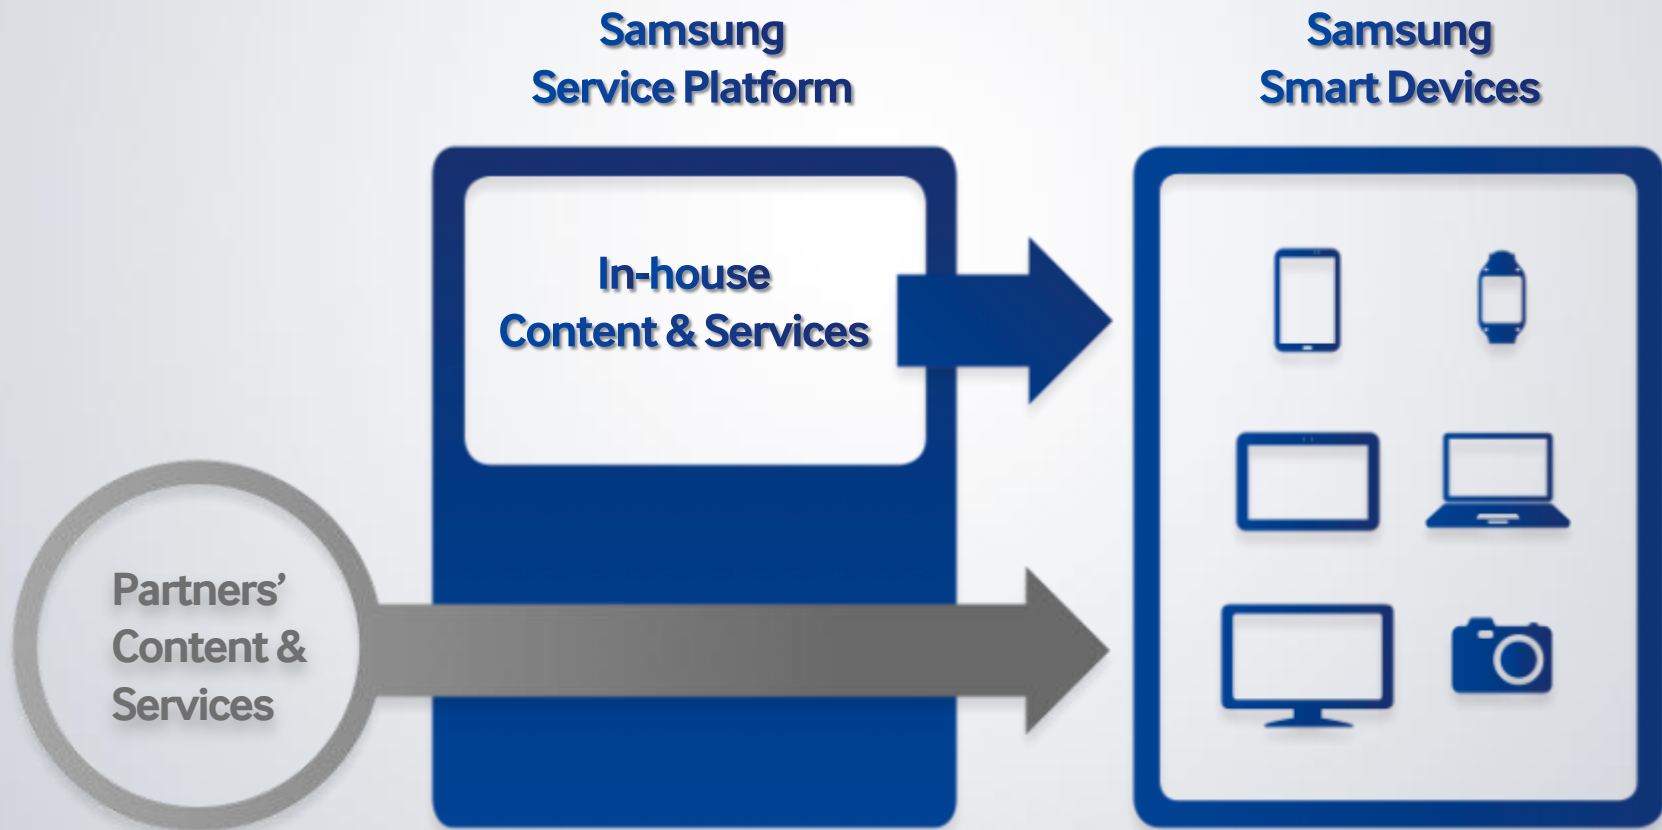 Samsung
Service Platform
Samsung
Smart Devices
In-house
Content & Services
Partners’
Content &
Services